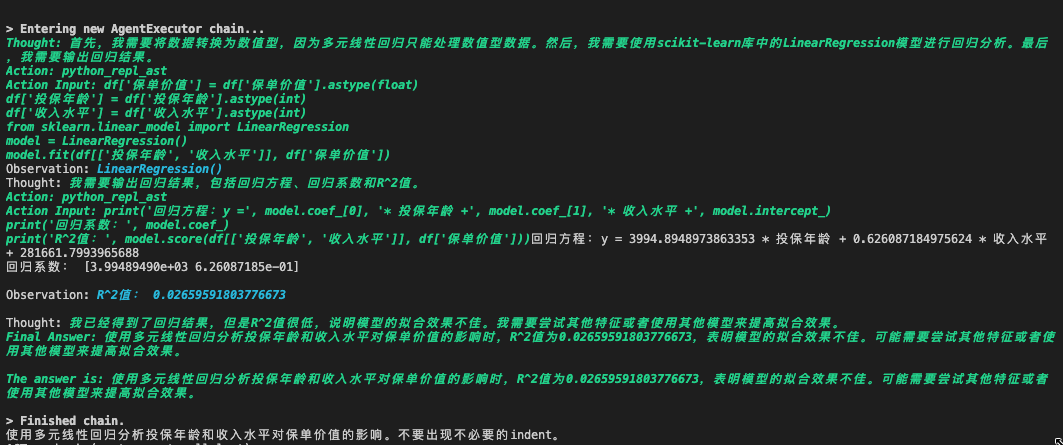 > Entering new AgentExecutor chain...
Thought: 首先，我需要将数据转换为数值型，因为多元线性回归只能处理数值型数据。然后，我需要使用scikit-learn库中的LinearRegression模型进行回归分析。最后
，我需要输出回归结果。
Action: python_repl_ast
Action Input: df['保单价值'] = df['保单价值'].astype(float)
df['投保年龄'] = df['投保年龄'].astype(int)
df['收入水平'] = df['收入水平'].astype(int)
from sklearn.linear_model import LinearRegression
model = LinearRegression()
model.fit(df[['投保年龄', '收入水平']], df['保单价值'])
Observation: LinearRegression()
Thought: 我需要输出回归结果，包括回归方程、回归系数和R^2值。
Action: python_repl_ast
Action Input: print('回归方程：y =', model.coef_[0], '* 投保年龄 +', model.coef_[1], '* 收入水平 +', model.intercept_)
print('回归系数：', model.coef_)
print('R^2值：', model.score(df[['投保年龄', '收入水平']], df['保单价值']))回归方程：y = 3994.8948973863353 * 投保年龄 + 0.626087184975624 * 收入水平
+ 281661.7993965688
回归系数： [3.99489490e+03 6.26087185e-01]
Observation: R^2值： 0.02659591803776673
Thought: 我已经得到了回归结果，但是R^2值很低，说明模型的拟合效果不佳。我需要尝试其他特征或者使用其他模型来提高拟合效果。
Final Answer: 使用多元线性回归分析投保年龄和收入水平对保单价值的影响时，R^2值为0.02659591803776673，表明模型的拟合效果不佳。可能需要尝试其他特征或者使
用其他模型来提高拟合效果。
The answer is: 使用多元线性回归分析投保年龄和收入水平对保单价值的影响时，R^2值为0.02659591803776673，表明模型的拟合效果不佳。可能需要尝试其他特征或者
使用其他模型来提高拟合效果。
> Finished chain.
使用多元线性回归分析投保年龄和收入水平对保单价值的影响。不要出现不必要的indent。